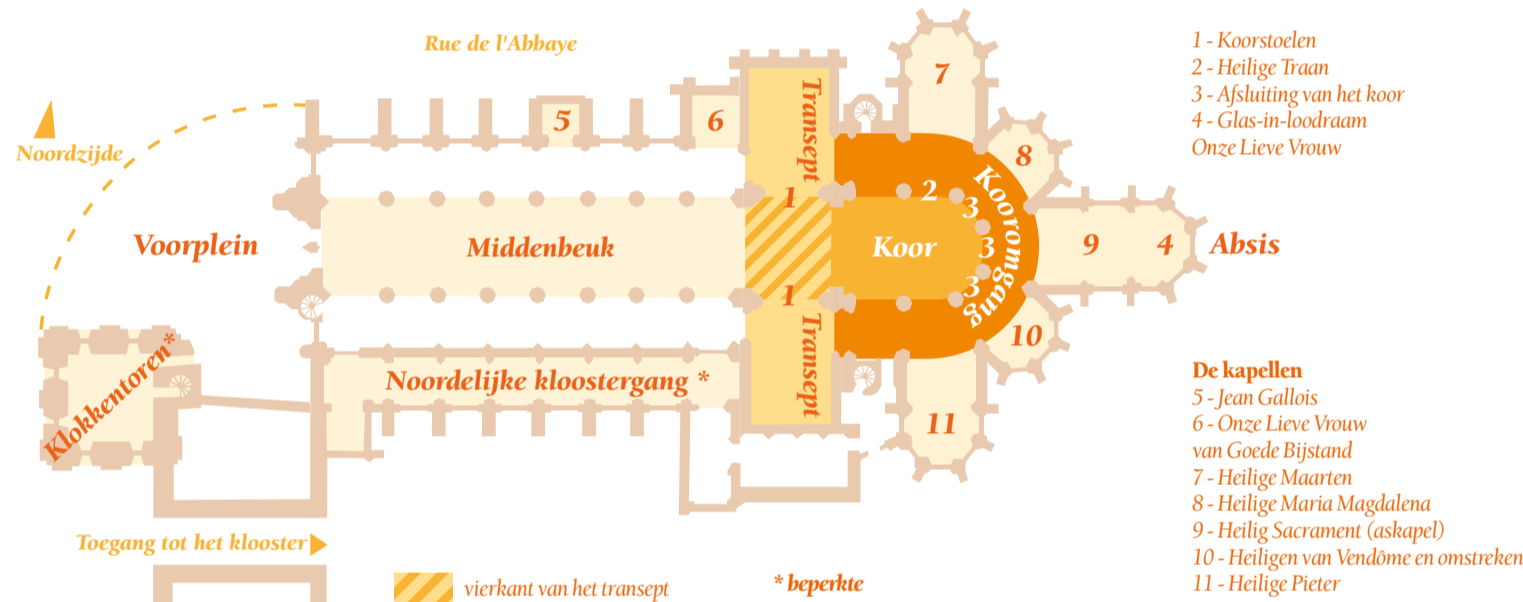 Rue de l'Abbaye
Noordzijde
Voorplein
Middenbeuk
Transept
Transept
Koor
Kooromgang
Absis
Noordelijke kloostergang *
Klokkentoren*
Toegang tot het klooster
5
6
7
8
1
2
3
3
3
9
4
1
10
11
vierkant van het transept
* beperkte
1 - Koorstoelen
2 - Heilige Traan
3 - Afsluiting van het koor
4 - Glas-in-loodraam
Onze Lieve Vrouw
De kapellen
5 - Jean Gallois
6 - Onze Lieve Vrouw
van Goede Bijstand
7 - Heilige Maarten
8 - Heilige Maria Magdalena
9 - Heilig Sacrament (askapel)
10 - Heiligen van Vendôme en omstreken
11 - Heilige Pieter